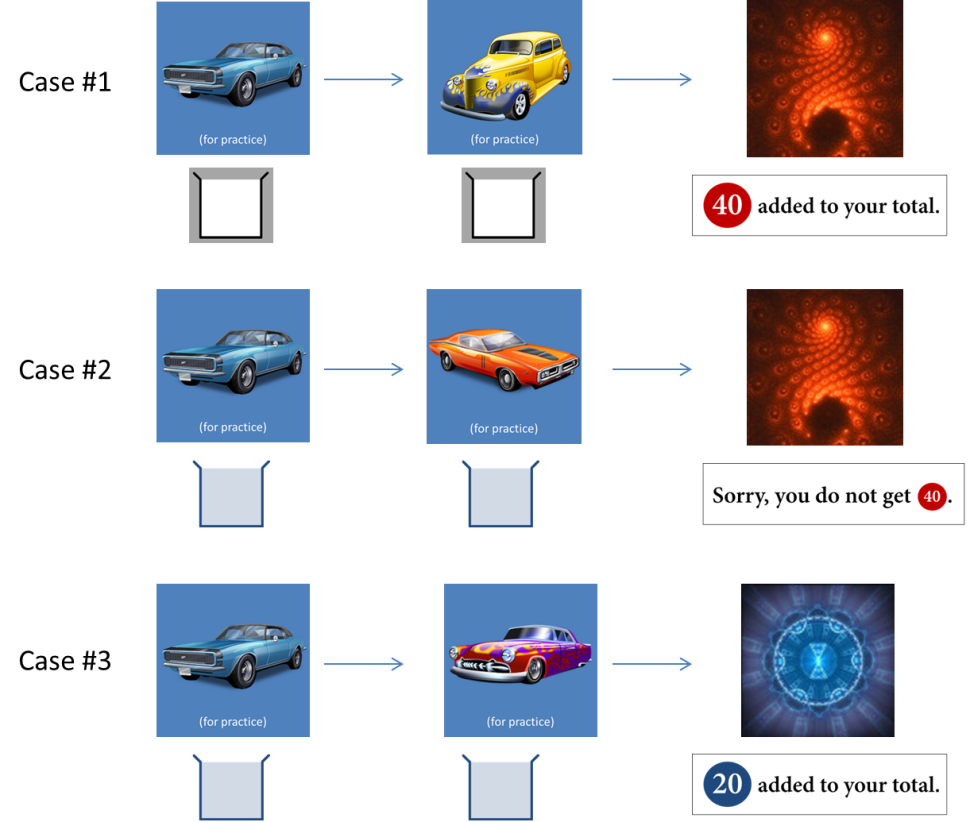 Case #1
(for practice)
(for practice)
40 added to your total.
Case #2
(for practice)
(for practice)
Sorry, you do not get 40.
Case #3
(for practice)
(for practice)
20 added to your total.